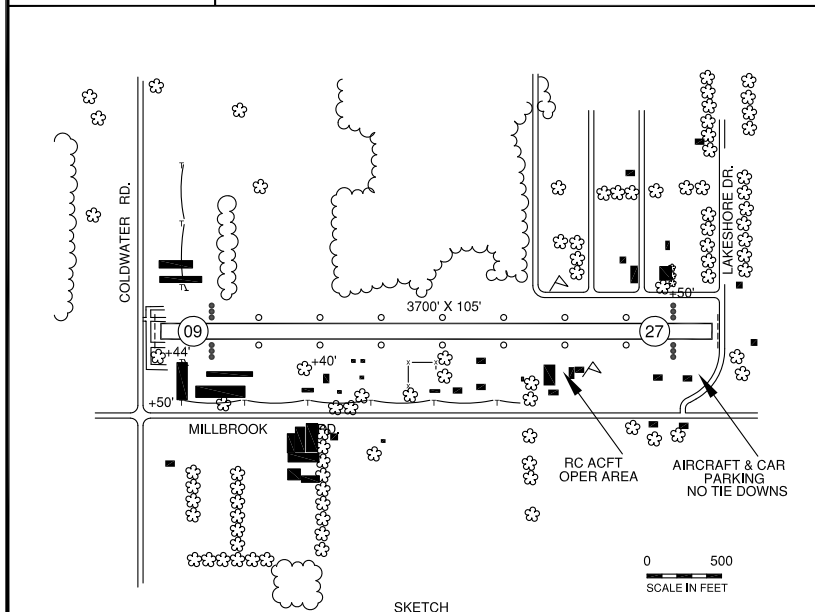 COLDWATER RD.
LAKESHORE DR.
3700' X 105'
+50'
09
27
+44'
+40'
+50'
MILLBROOK RD.
RC ACFT
OPER AREA
AIRCRAFT & CAR
PARKING
NO TIE DOWNS
0 500
SCALE IN FEET
SKETCH